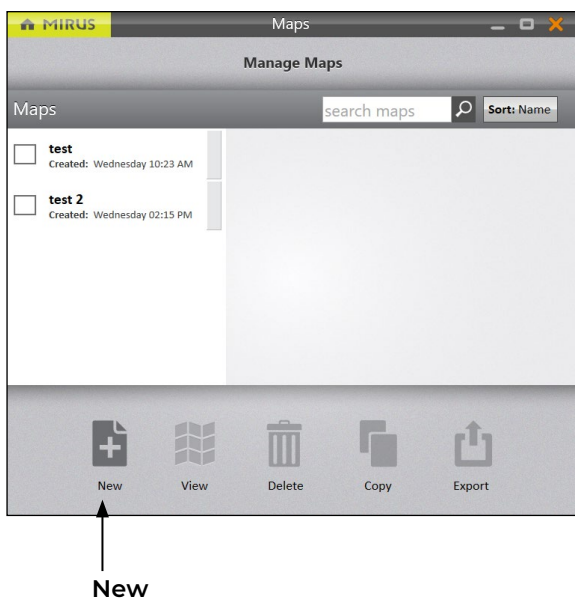 MIRUS Maps
Manage Maps
Maps search maps Sort: Name
test
Created: Wednesday 10:23 AM
test 2
Created: Wednesday 02:15 PM
New View Delete Copy Export
New